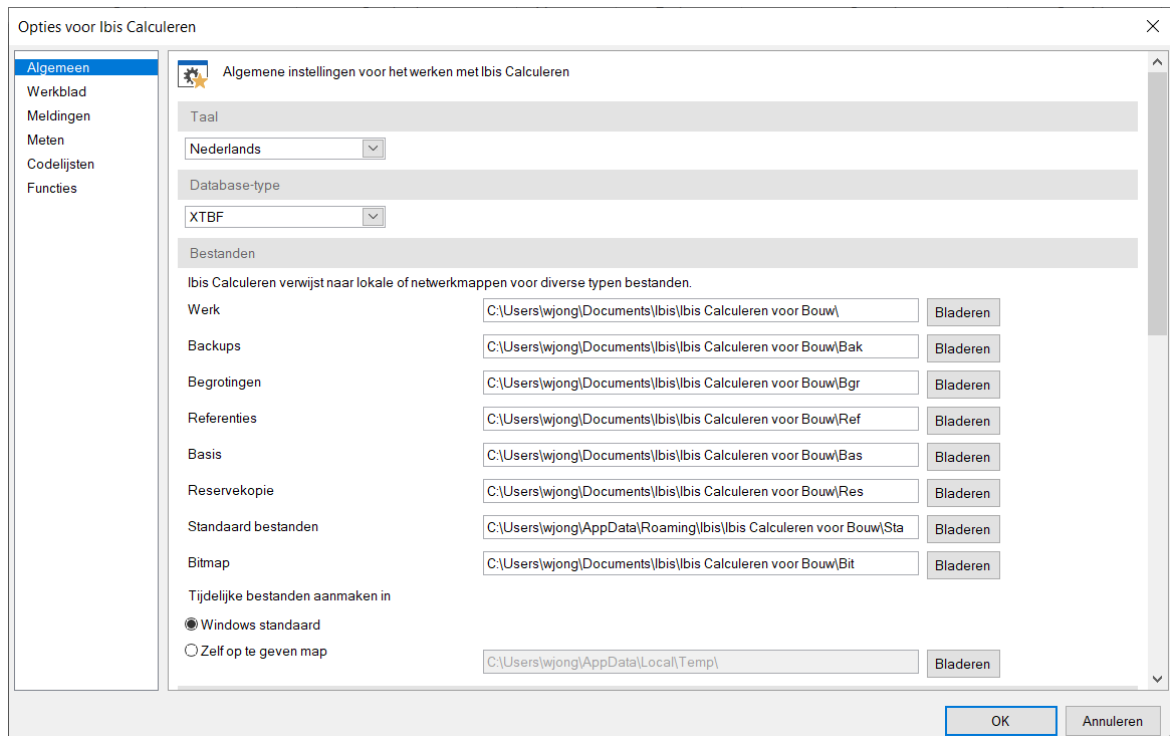 Opties voor Ibis Calculeren
Algemeen
Werkblad
Meldingen
Meten
Codelijsten
Functies
Algemene instellingen voor het werken met Ibis Calculeren
Taal
Nederlands
Database-type
XTBF
Bestanden
Ibis Calculeren verwijst naar lokale of netwerkmappen voor diverse typen bestanden.
Werk C:\Users\wjong\Documents\Ibis\Ibis Calculeren voor Bouw\ Bladeren
Backups C:\Users\wjong\Documents\Ibis\Ibis Calculeren voor Bouw\Bak Bladeren
Begrotingen C:\Users\wjong\Documents\Ibis\Ibis Calculeren voor Bouw\Bgr Bladeren
Referenties C:\Users\wjong\Documents\Ibis\Ibis Calculeren voor Bouw\Ref Bladeren
Basis C:\Users\wjong\Documents\Ibis\Ibis Calculeren voor Bouw\Bas Bladeren
Reservekopie C:\Users\wjong\Documents\Ibis\Ibis Calculeren voor Bouw\Res Bladeren
Standaard bestanden C:\Users\wjong\AppData\Roaming\Ibis\Ibis Calculeren voor Bouw\Sta Bladeren
Bitmap C:\Users\wjong\Documents\Ibis\Ibis Calculeren voor Bouw\Bit Bladeren
Tijdelijke bestanden aanmaken in
Windows standaard
Zelf op te geven map C:\Users\wjong\AppData\Local\Temp\ Bladeren
OK Annuleren